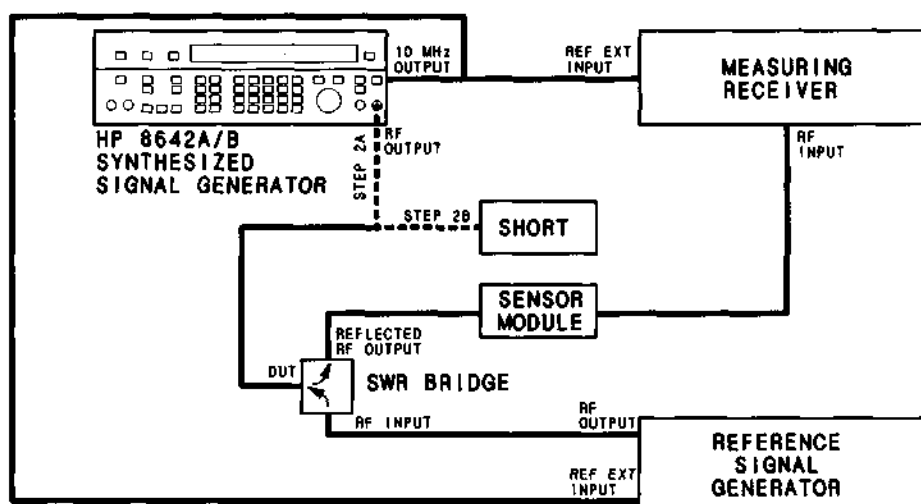 10 MHz
OUTPUT
REF EXT
INPUT
MEASURING
RECEIVER
HP 8642A/B
SYNTHESIZED
SIGNAL GENERATOR
STEP 2A
RF
OUTPUT
RF
INPUT
STEP 2B
SHORT
SENSOR
MODULE
REFLECTED
RF OUTPUT
DUT
SWR BRIDGE
RF INPUT
RF
OUTPUT
REF EXT
INPUT
REFERENCE
SIGNAL
GENERATOR